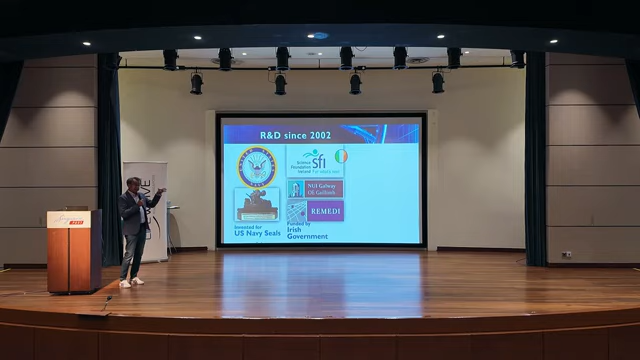 R&D since 2002
Science
Foundation
Ireland
sfi
For what's next
NUI Galway
OÉ Gaillimh
REMEDI
Invented for
US Navy Seals
Funded by
Irish
Government
WAVE